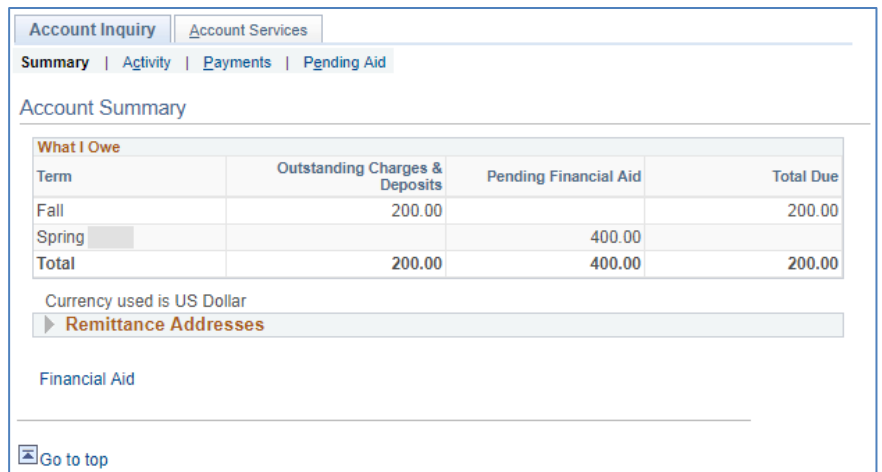 Account Inquiry Account Services
Summary | Activity | Payments | Pending Aid
Account Summary
What I Owe
Term Outstanding Charges & Deposits Pending Financial Aid Total Due
Fall 200.00 200.00
Spring 400.00
Total 200.00 400.00 200.00
Currency used is US Dollar
Remittance Addresses
Financial Aid
Go to top